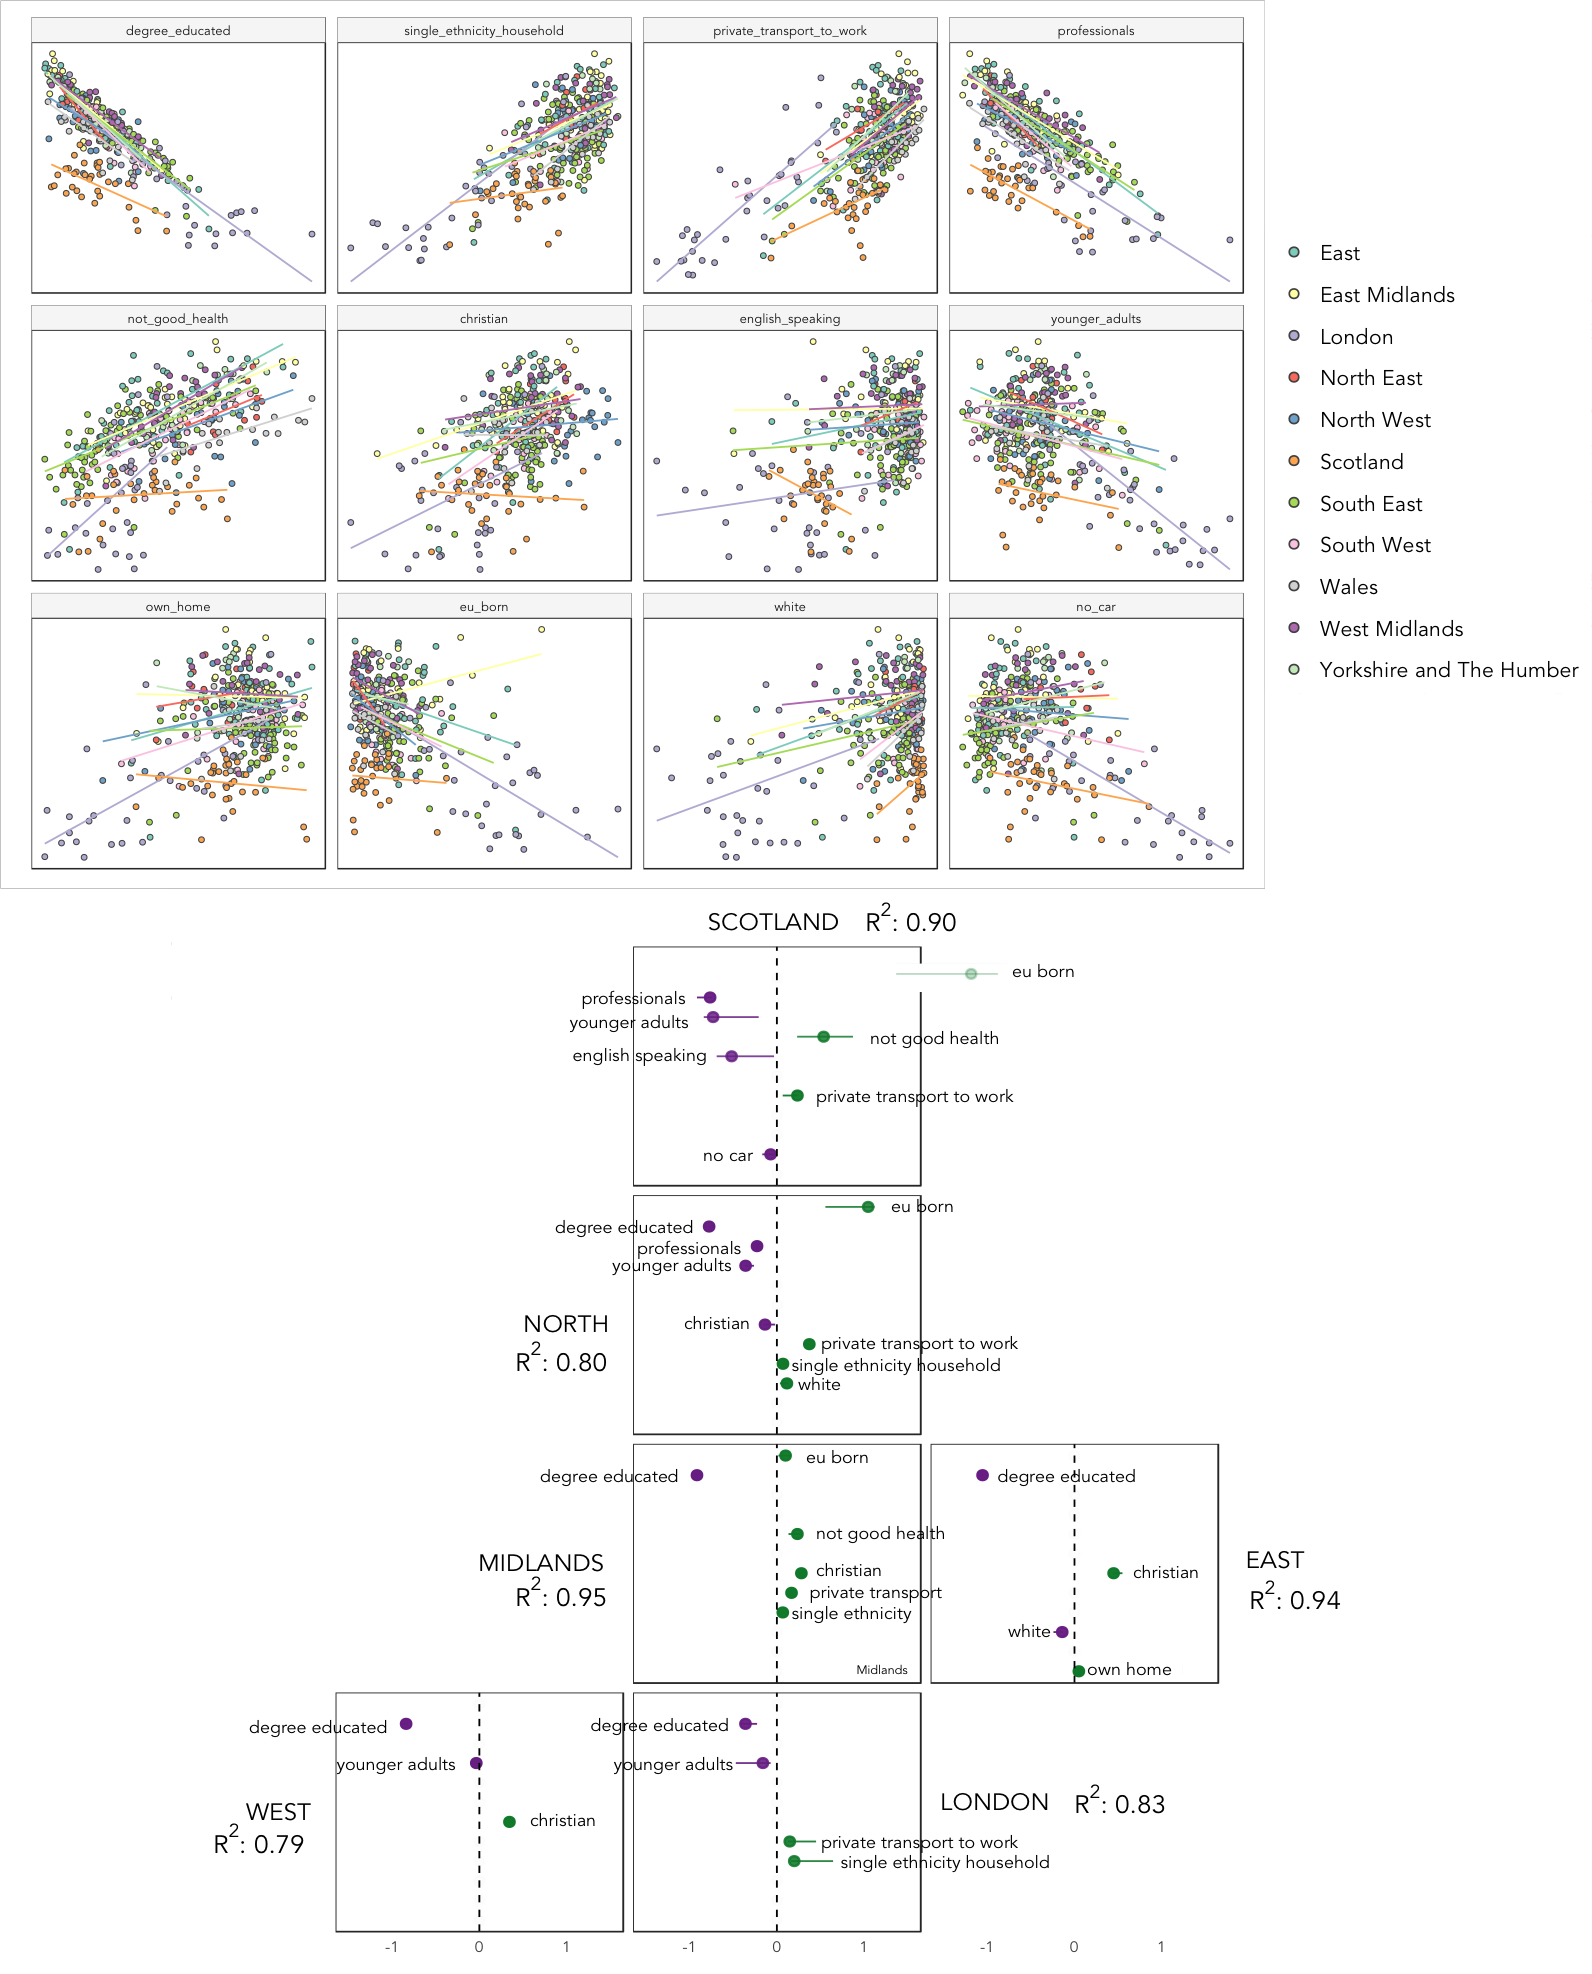 degree_educated
single_ethnicity_household
private_transport_to_work
professionals
not_good_health
christian
english_speaking
younger_adults
own_home
eu_born
white
no_car
East
East Midlands
London
North East
North West
Scotland
South East
South West
Wales
West Midlands
Yorkshire and The Humber
SCOTLAND R²: 0.90
eu born
professionals
younger adults
not good health
english speaking
private transport to work
no car
NORTH
R²: 0.80
eu born
degree educated
professionals
younger adults
christian
private transport to work
single ethnicity household
white
MIDLANDS
R²: 0.95
eu born
degree educated
not good health
christian
private transport
single ethnicity
Midlands
degree educated
christian
white
own home
EAST
R²: 0.94
WEST
R²: 0.79
degree educated
younger adults
christian
degree educated
younger adults
private transport to work
single ethnicity household
LONDON R²: 0.83
-1 0 1 -1 0 1 -1 0 1